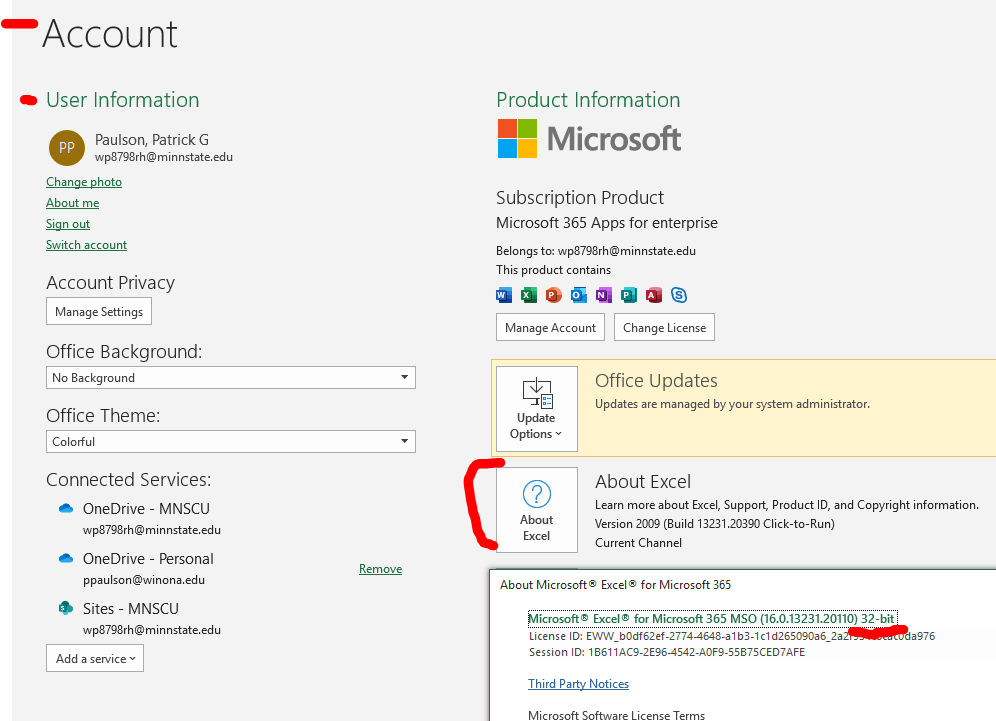 Account
User Information
PP
Paulson, Patrick G
wp8798rh@minnstate.edu
Change photo
About me
Sign out
Switch account
Account Privacy
Manage Settings
Office Background:
No Background
Office Theme:
Colorful
Connected Services:
OneDrive - MNSCU
wp8798rh@minnstate.edu
OneDrive - Personal
ppaulson@winona.edu
Remove
Sites - MNSCU
wp8798rh@minnstate.edu
Add a service
Product Information
Microsoft
Subscription Product
Microsoft 365 Apps for enterprise
Belongs to: wp8798rh@minnstate.edu
This product contains
W X P O N P A S
Manage Account Change License
Update
Options
Office Updates
Updates are managed by your system administrator.
?
About
Excel
About Excel
Learn more about Excel, Support, Product ID, and Copyright information.
Version 2009 (Build 13231.20390 Click-to-Run)
Current Channel
About Microsoft® Excel® for Microsoft 365
Microsoft® Excel® for Microsoft 365 MSO (16.0.13231.20110) 32-bit
License ID:
Session ID: 1B611AC9-2E96-4542-A0F9-55B75CED7AFE
Third Party Notices
Microsoft Software License Terms